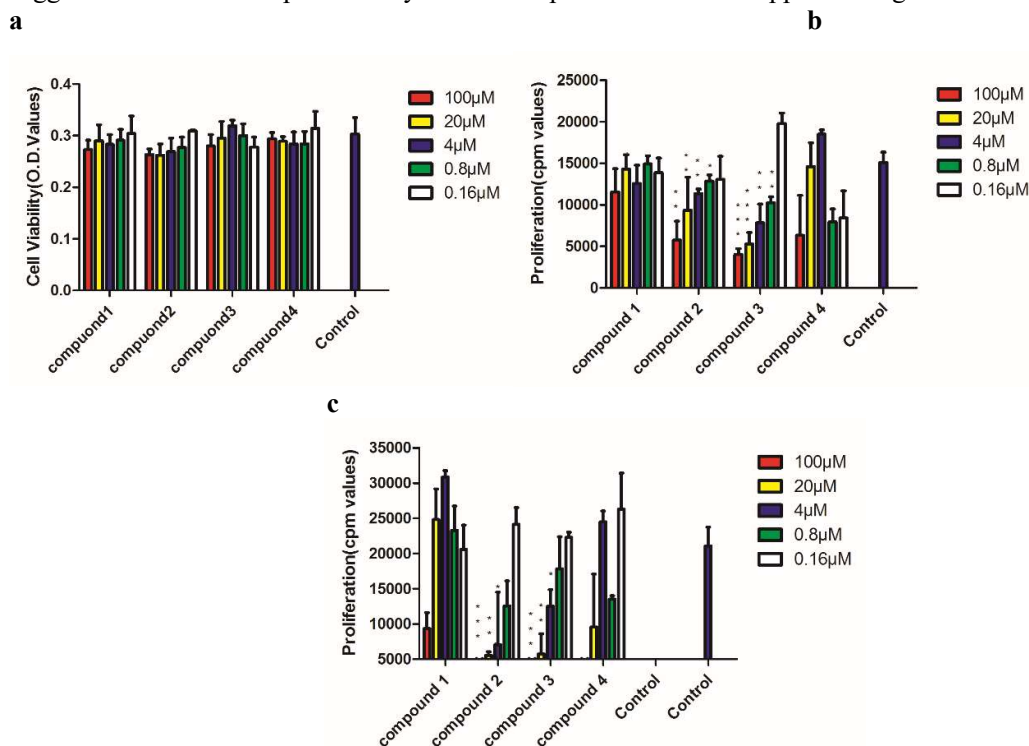 a
b
0.4
0.3
0.2
0.1
0.0
Cell Viability(O.D. Values)
compuond1
compuond2
compuond3
compuond4
Control
100µM
20µM
4µM
0.8µM
0.16µM
25000
20000
15000
10000
5000
0
Proliferation(cpm values)
* *
* *
*
*
* * *
* * *
* *
* *
compound 1
compound 2
compound 3
compound 4
Control
100µM
20µM
4µM
0.8µM
0.16µM
c
35000
30000
25000
20000
15000
10000
5000
Proliferation(cpm values)
* * *
* *
*
* * *
* *
*
compound 1
compound 2
compound 3
compound 4
Control
Control
100µM
20µM
4µM
0.8µM
0.16µM